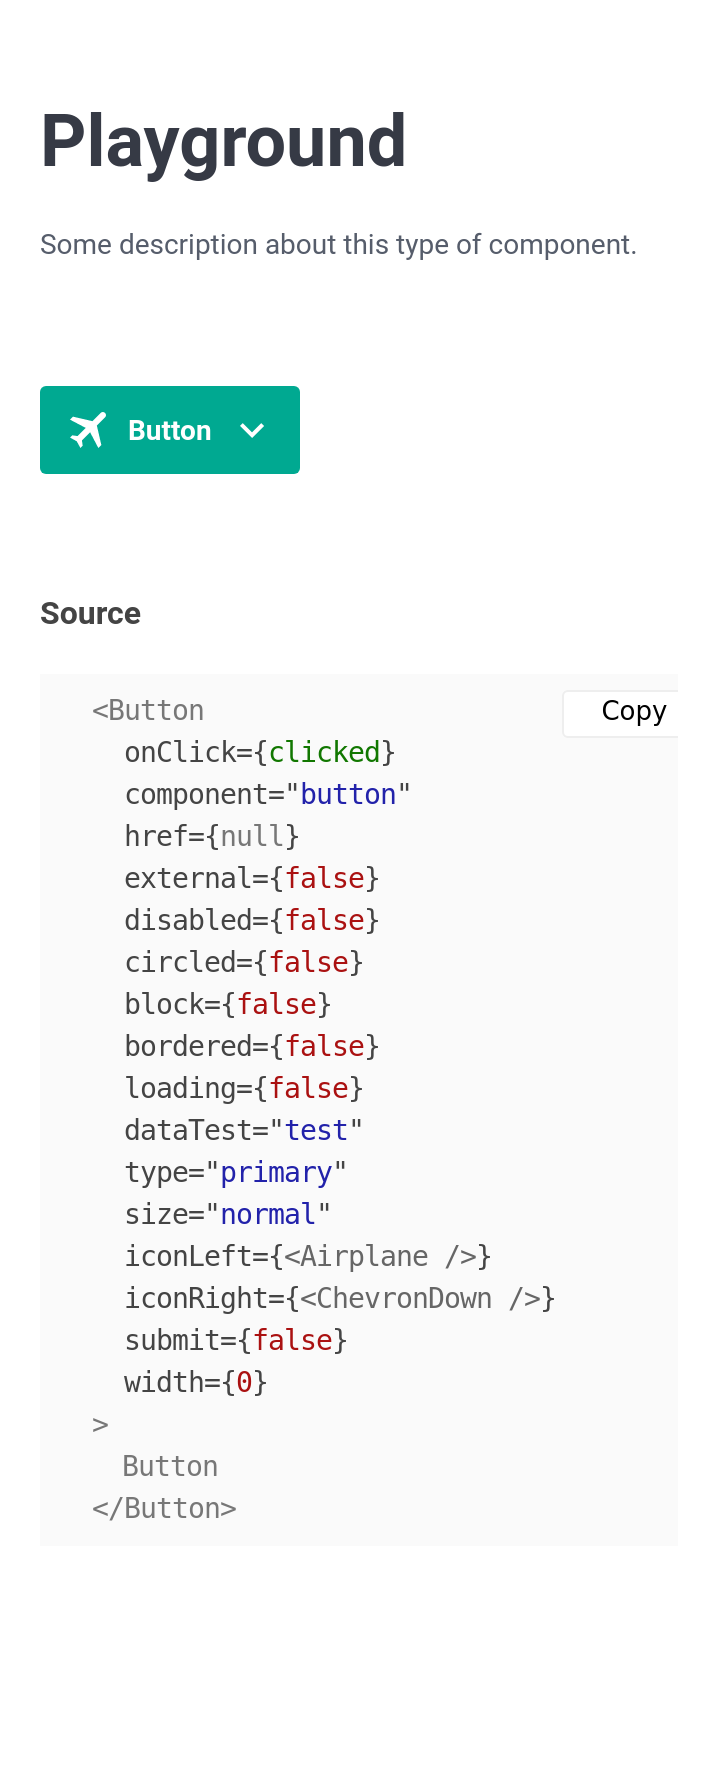 Playground
Some description about this type of component.
Button
Source
Copy
<Button
onClick={clicked}
component="button"
href={null}
external={false}
disabled={false}
circled={false}
block={false}
bordered={false}
loading={false}
dataTest="test"
type="primary"
size="normal"
iconLeft={<Airplane />}
iconRight={<ChevronDown />}
submit={false}
width={0}
>
Button
</Button>